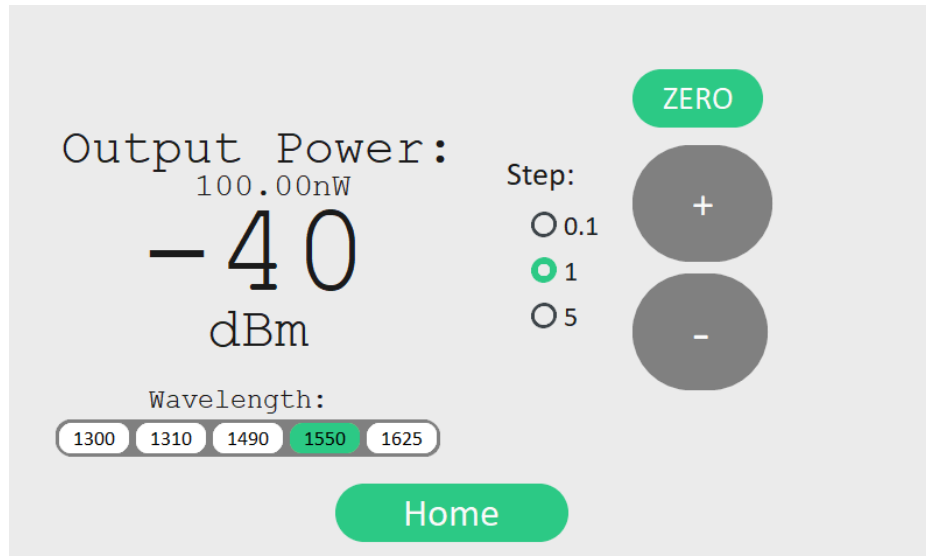 Output Power:
100.00nW
-40
dBm
Wavelength:
1300 1310 1490 1550 1625
Step:
0.1
1
5
ZERO
+
-
Home